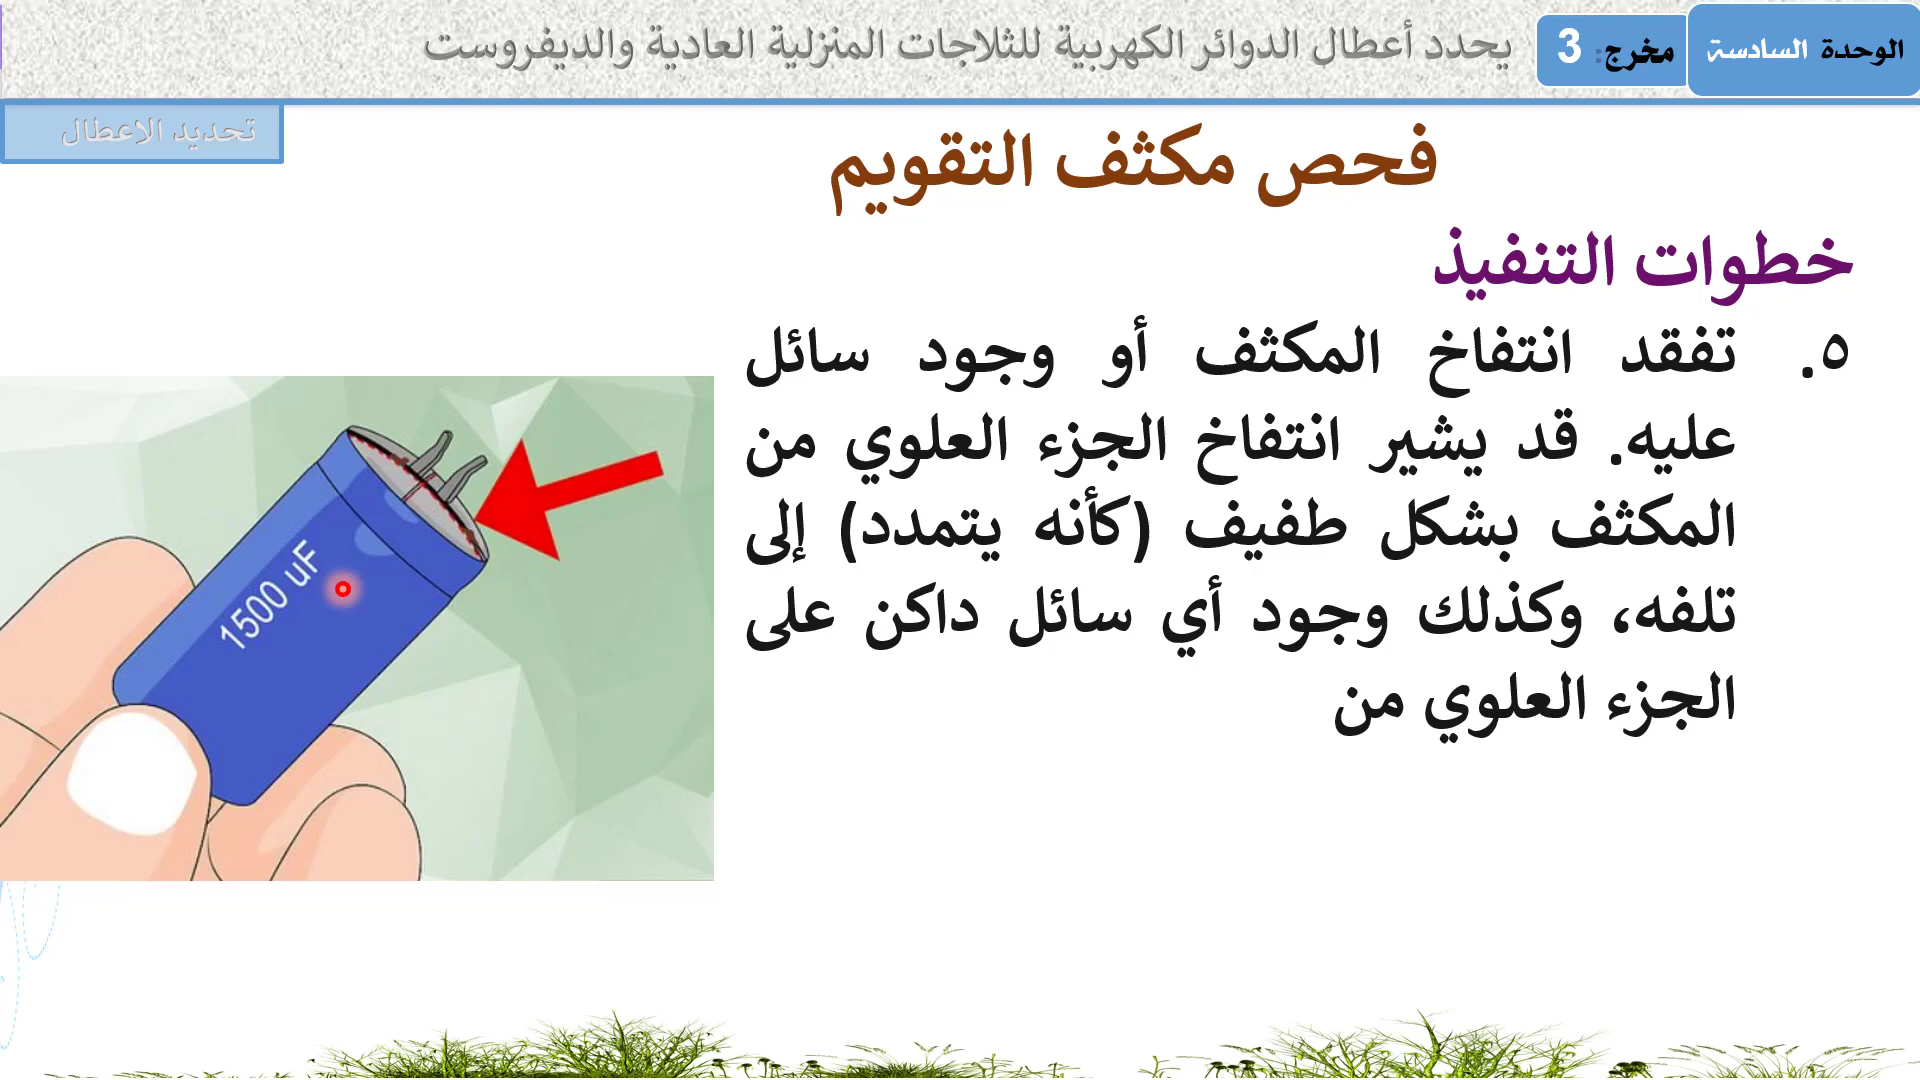 الوحدة السادسة
مخرج: 3
يحدد أعطال الدوائر الكهربية للثلاجات المنزلية العادية والديفروست
تحديد الاعطال
فحص مكثف التقويم
خطوات التنفيذ
٥. تفقد انتفاخ المكثف أو وجود سائل
عليه. قد يشير انتفاخ الجزء العلوي من
المكثف بشكل طفيف (كأنه يتمدد) إلى
تلفه، وكذلك وجود أي سائل داكن على
الجزء العلوي من
1500 uF